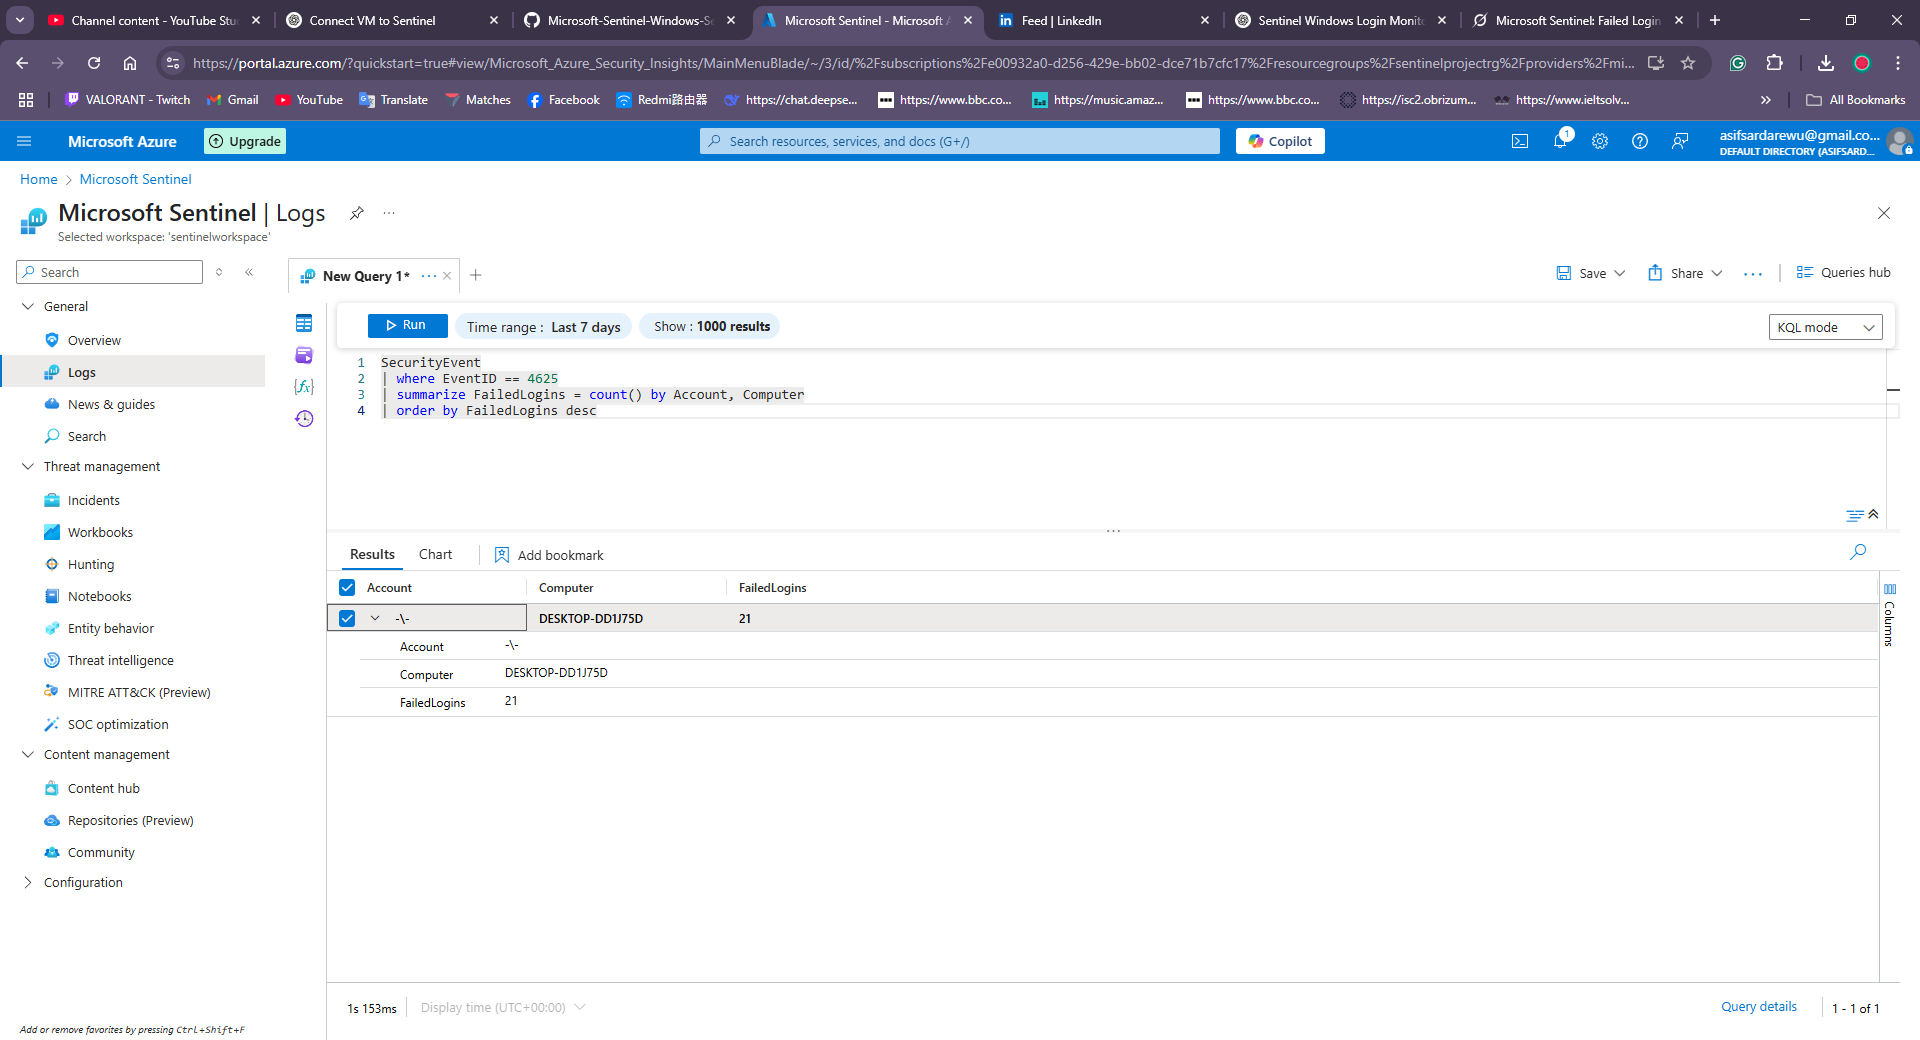 Channel content - YouTube Stu
Connect VM to Sentinel
Microsoft-Sentinel-Windows-Se
Microsoft Sentinel - Microsoft A
Feed | LinkedIn
Sentinel Windows Login Monito
Microsoft Sentinel: Failed Login
https://portal.azure.com/?quickstart=true#view/Microsoft_Azure_Security_Insights/MainMenuBlade/~/3/id/%2Fsubscriptions%2Fe00932a0-d256-429e-bb02-dce71b7cfc17%2Fresourcegroups%2Fsentinelprojectrg%2Fproviders%2Fmi...
VALORANT - Twitch
Gmail
YouTube
Translate
Matches
Facebook
Redmi路由器
https://chat.deepse...
https://www.bbc.co...
https://music.amaz...
https://www.bbc.co...
https://isc2.obrizum...
https://www.ieltsolv...
All Bookmarks
Microsoft Azure
Upgrade
Search resources, services, and docs (G+/)
Copilot
1
asifsardarewu@gmail.co...
DEFAULT DIRECTORY (ASIFSARD...
Home > Microsoft Sentinel
Microsoft Sentinel | Logs
Selected workspace: 'sentinelworkspace'
Search
General
Overview
Logs
News & guides
Search
Threat management
Incidents
Workbooks
Hunting
Notebooks
Entity behavior
Threat intelligence
MITRE ATT&CK (Preview)
SOC optimization
Content management
Content hub
Repositories (Preview)
Community
Configuration
Add or remove favorites by pressing Ctrl+Shift+F
New Query 1*
Save
Share
Queries hub
Run
Time range : Last 7 days
Show : 1000 results
KQL mode
1 SecurityEvent
2 | where EventID == 4625
3 | summarize FailedLogins = count() by Account, Computer
4 | order by FailedLogins desc
Results
Chart
Add bookmark
Account Computer FailedLogins
-\- DESKTOP-DD1J75D 21
Account -\-
Computer DESKTOP-DD1J75D
FailedLogins 21
Columns
1s 153ms
Display time (UTC+00:00)
Query details
1 - 1 of 1